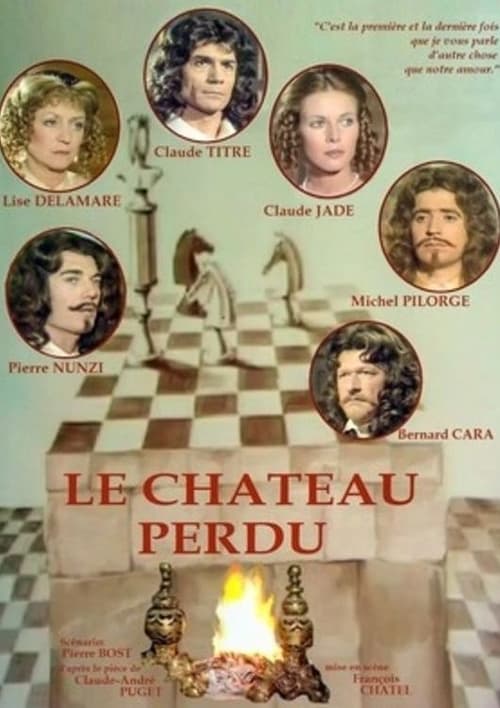 "C'est la première et la dernière fois
que je vous parle
d'autre chose
que notre amour."
Claude TITRE
Lise DELAMARE
Claude JADE
Michel PILORGE
Pierre NUNZI
Bernard CARA
LE CHATEAU
PERDU
Scénario:
Pierre BOST
d'après le pièce de
Claude-André
PUGET
mise en scène
François
CHATEL